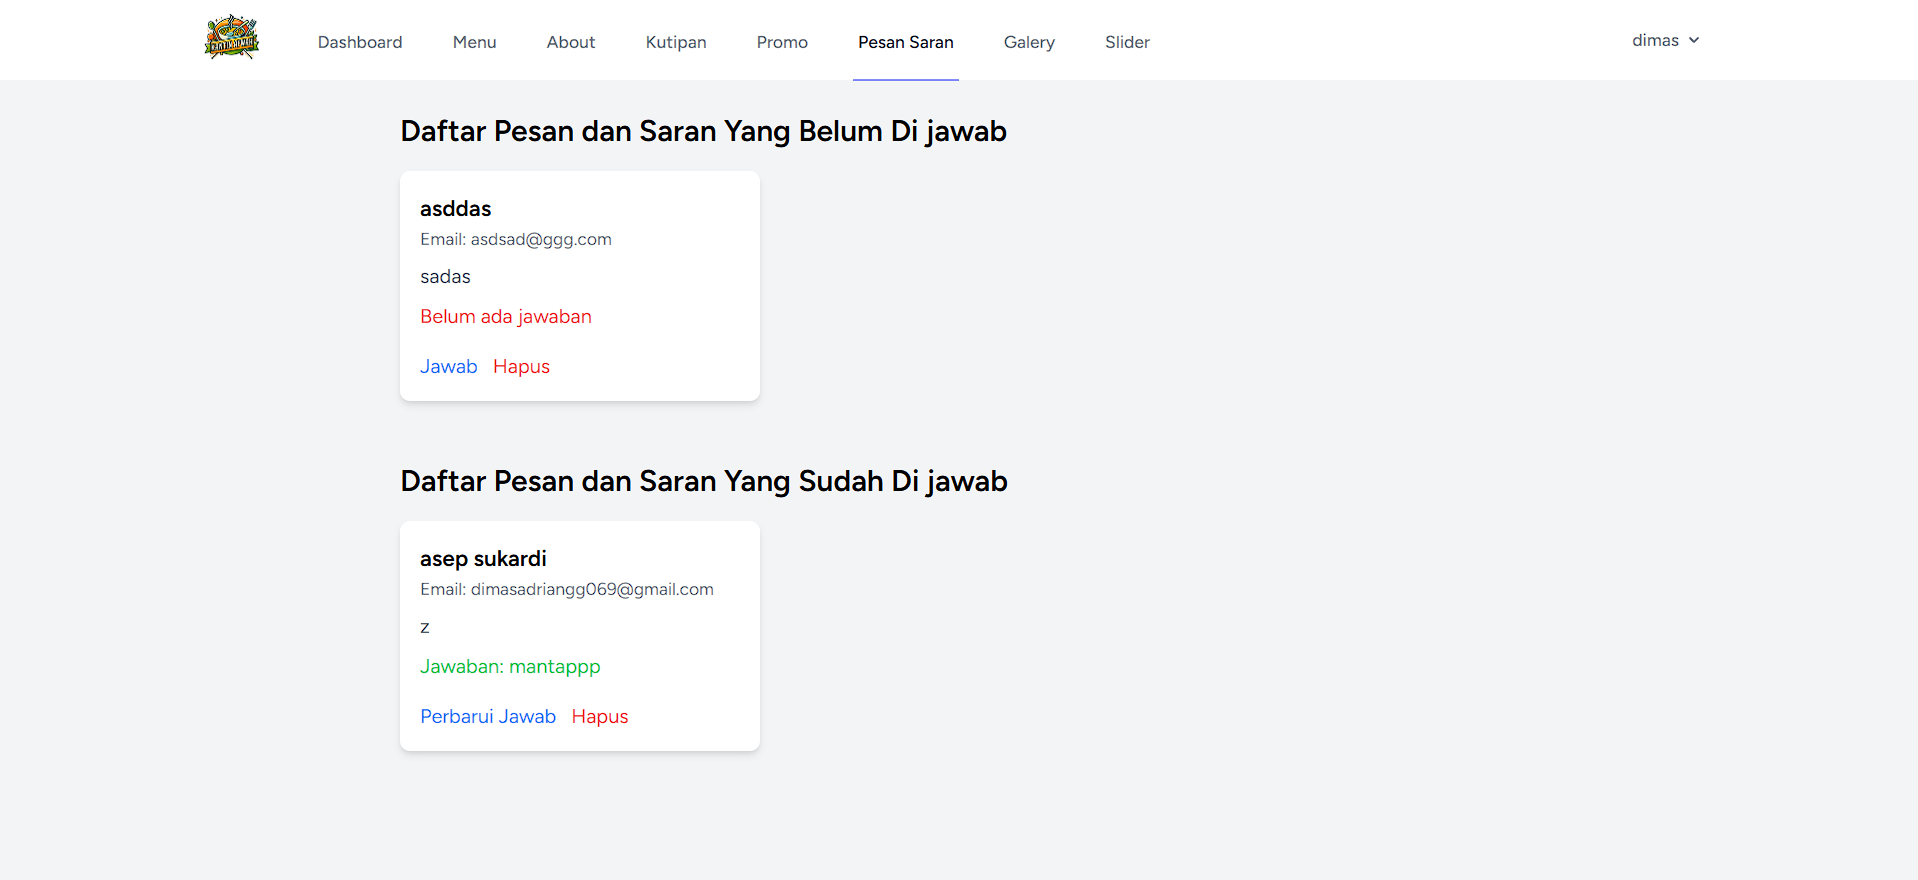 Dashboard Menu About Kutipan Promo Pesan Saran Galery Slider dimas
Daftar Pesan dan Saran Yang Belum Di jawab
asddas
Email: asdsad@ggg.com
sadas
Belum ada jawaban
Jawab Hapus
Daftar Pesan dan Saran Yang Sudah Di jawab
asep sukardi
Email: dimasadriangg069@gmail.com
z
Jawaban: mantappp
Perbarui Jawab Hapus